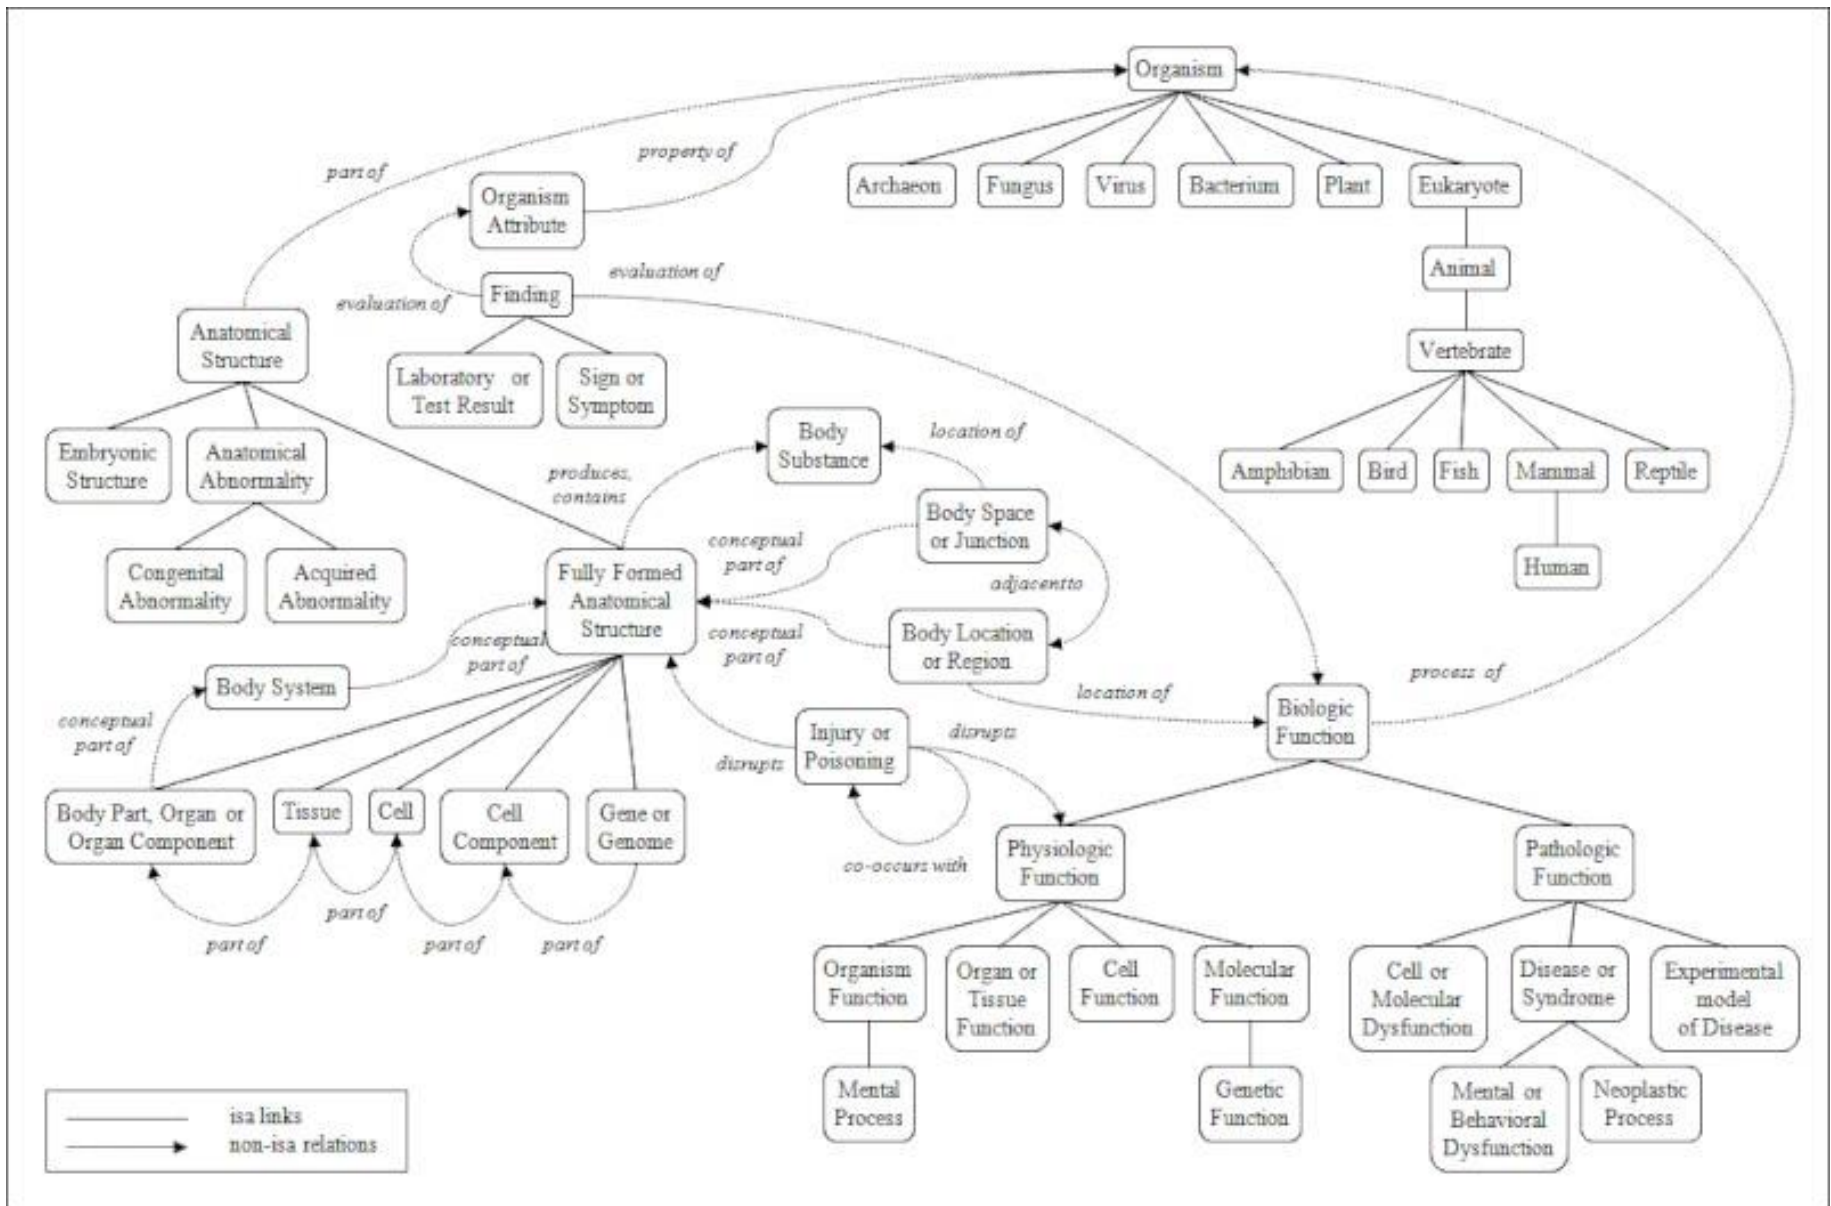 Organism
part of
property of
Archaeon
Fungus
Virus
Bacterium
Plant
Eukaryote
Organism
Attribute
Animal
evaluation of
Finding
evaluation of
Anatomical
Structure
Vertebrate
Laboratory or
Test Result
Sign or
Symptom
Body
Substance
location of
Embryonic
Structure
Anatomical
Abnormality
Amphibian
Bird
Fish
Mammal
Reptile
produces,
contains
Body Space
or Junction
conceptual
part of
Congenital
Abnormality
Acquired
Abnormality
Fully Formed
Anatomical
Structure
adjacent to
Human
conceptual
part of
conceptual
part of
Body Location
or Region
Body System
location of
process of
conceptual
part of
Biologic
Function
Injury or
Poisoning
disrupts
disrupts
Body Part, Organ or
Organ Component
Tissue
Cell
Cell
Component
Gene or
Genome
co-occurs with
Physiologic
Function
Pathologic
Function
part of
part of
part of
part of
Organism
Function
Organ or
Tissue
Function
Cell
Function
Molecular
Function
Cell or
Molecular
Dysfunction
Disease or
Syndrome
Experimental
model
of Disease
Mental
Process
Genetic
Function
Mental or
Behavioral
Dysfunction
Neoplastic
Process
isa links
non-isa relations